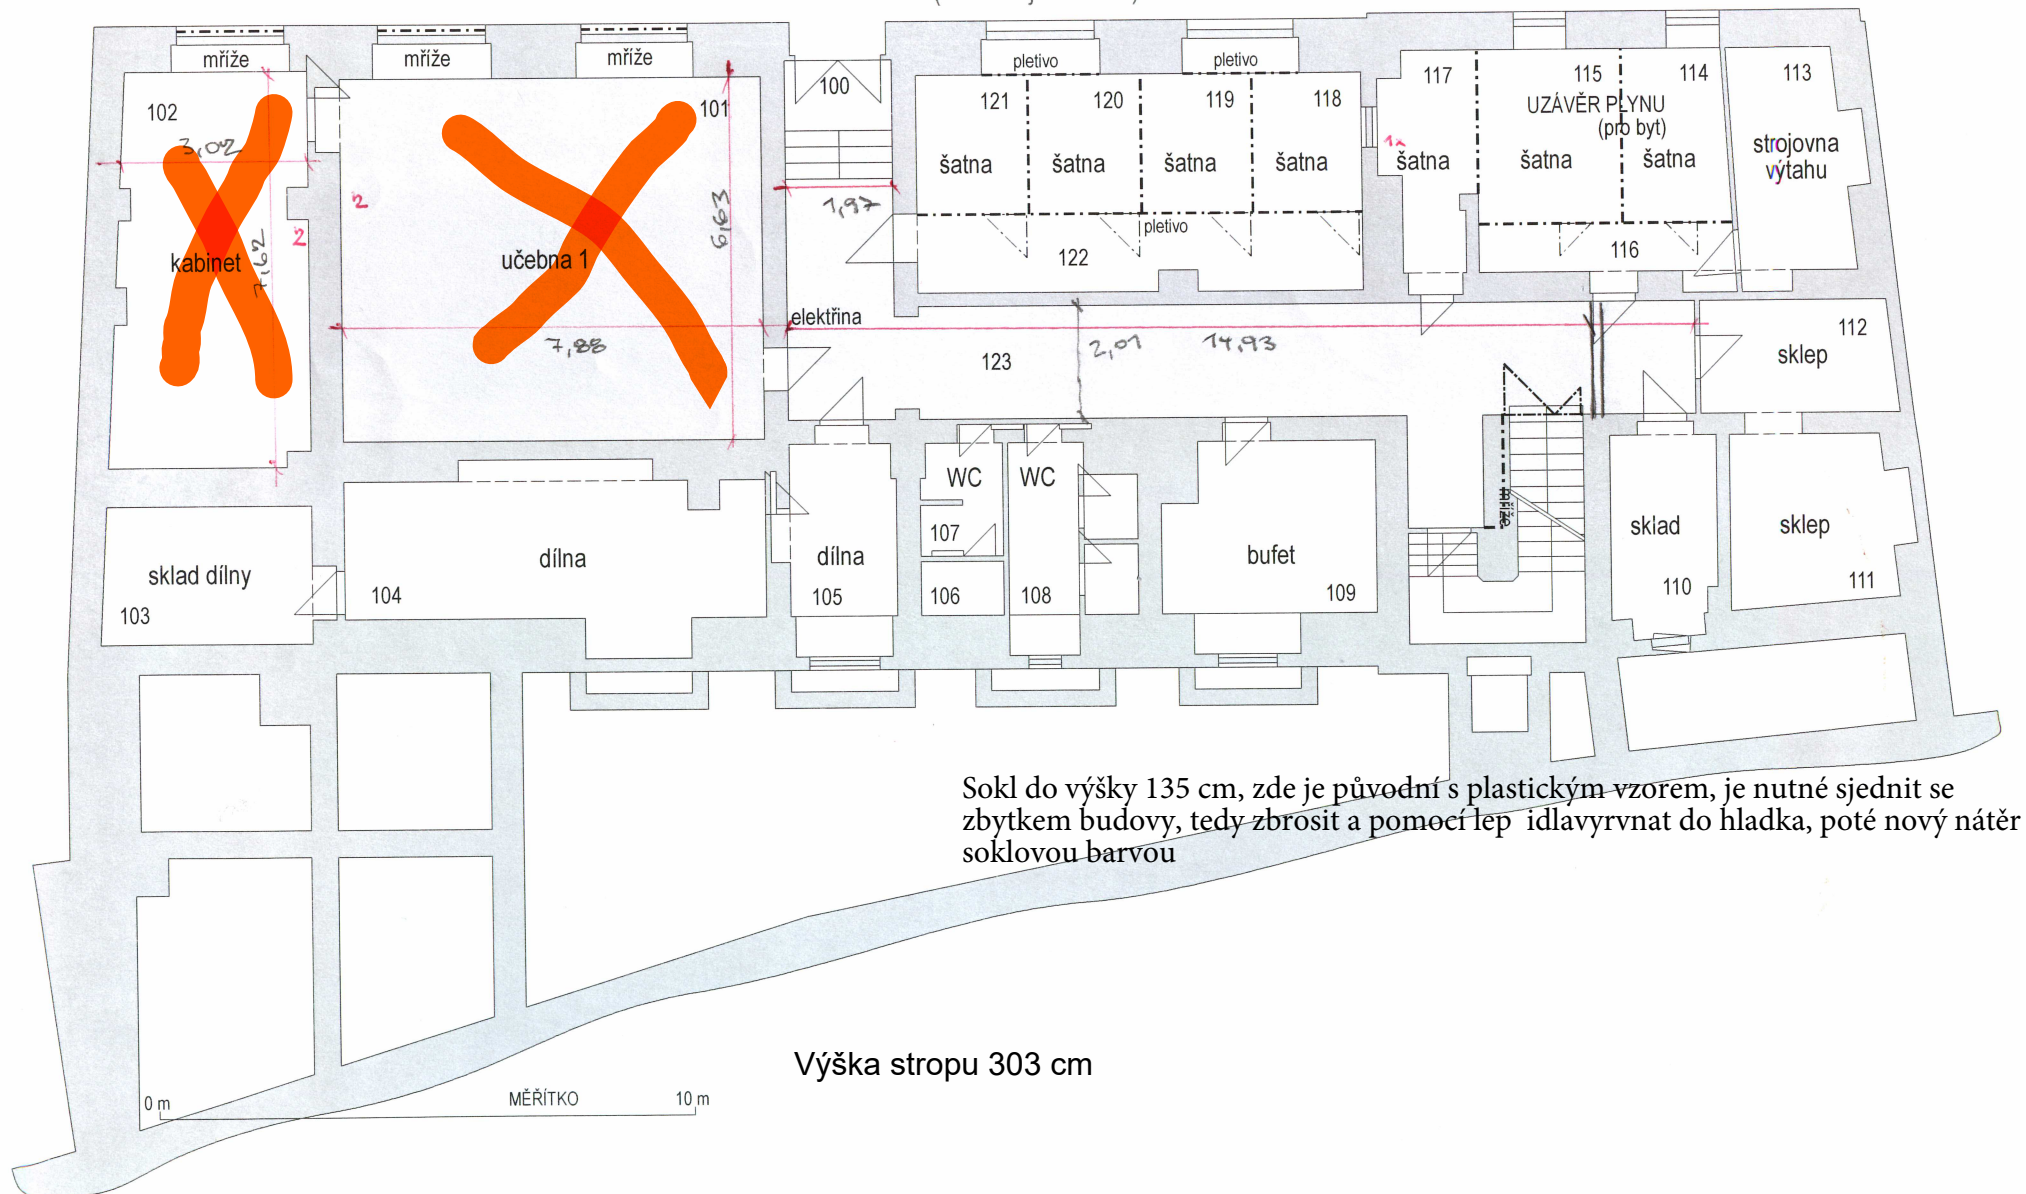 mříže
mříže
mříže
pletivo
pletivo
102
101
100
121
120
119
118
117
115
114
113
UZÁVĚR PLYNU
(pro byt)
3,02
1x
šatna
šatna
šatna
šatna
šatna
šatna
šatna
strojovna
výtahu
2
2
7,62
6,63
1,97
pletivo
kabinet
učebna 1
122
116
elektřina
7,88
123
2,01
14,93
112
sklep
WC
WC
mříže
107
sklad dílny
dílna
dílna
bufet
sklad
sklep
103
104
105
106
108
109
110
111
Sokl do výšky 135 cm, zde je původní s plastickým vzorem, je nutné sjednit se
zbytkem budovy, tedy zbrosit a pomocí lep idlavyrvnat do hladka, poté nový nátěr
soklovou barvou
Výška stropu 303 cm
0 m
MĚŘÍTKO
10 m